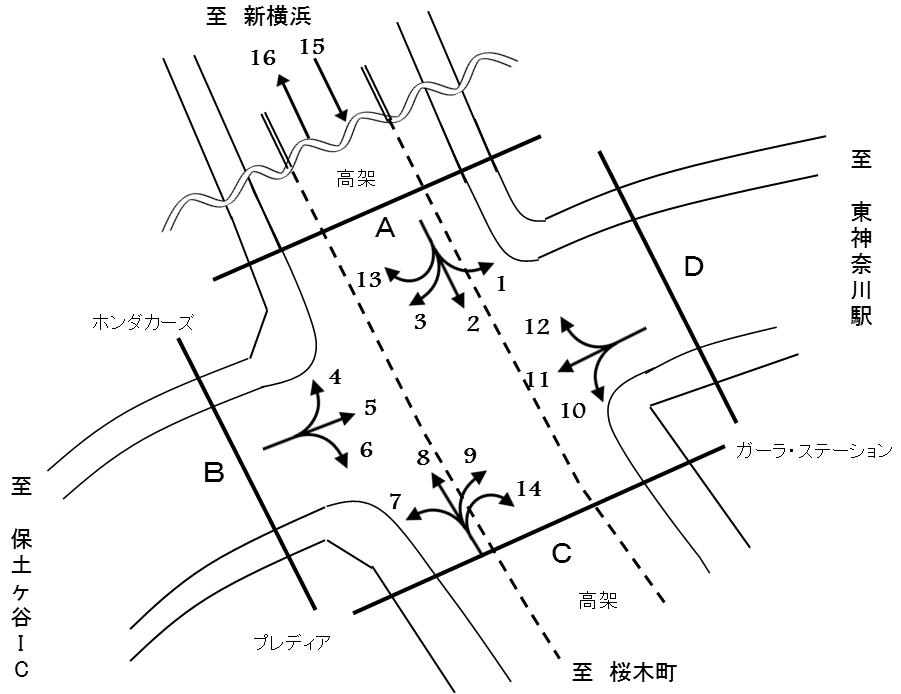 至 新横浜
16
15
高架
至 東神奈川駅
A
D
13
1
3
2
ホンダカーズ
12
11
10
4
5
6
B
8
9
7
14
ガーラ・ステーション
至 保土ヶ谷IC
C
高架
プレディア
至 桜木町